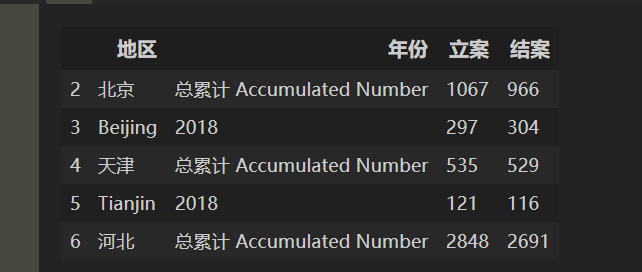 地区 年份 立案 结案
2 北京 总累计 Accumulated Number 1067 966
3 Beijing 2018 297 304
4 天津 总累计 Accumulated Number 535 529
5 Tianjin 2018 121 116
6 河北 总累计 Accumulated Number 2848 2691